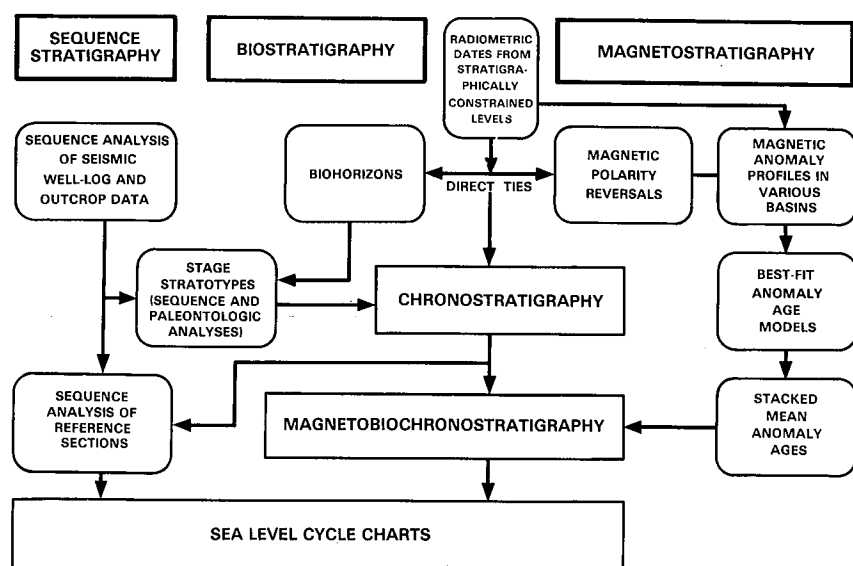 SEQUENCE
STRATIGRAPHY
BIOSTRATIGRAPHY
RADIOMETRIC
DATES FROM
STRATIGRA-
PHICALLY
CONSTRAINED
LEVELS
MAGNETOSTRATIGRAPHY
SEQUENCE ANALYSIS
OF SEISMIC
WELL-LOG AND
OUTCROP DATA
BIOHORIZONS
DIRECT TIES
MAGNETIC
POLARITY
REVERSALS
MAGNETIC
ANOMALY
PROFILES IN
VARIOUS
BASINS
STAGE
STRATOTYPES
(SEQUENCE AND
PALEONTOLOGIC
ANALYSES)
CHRONOSTRATIGRAPHY
BEST-FIT
ANOMALY
AGE
MODELS
SEQUENCE
ANALYSIS OF
REFERENCE
SECTIONS
MAGNETOBIOCHRONOSTRATIGRAPHY
STACKED
MEAN
ANOMALY
AGES
SEA LEVEL CYCLE CHARTS